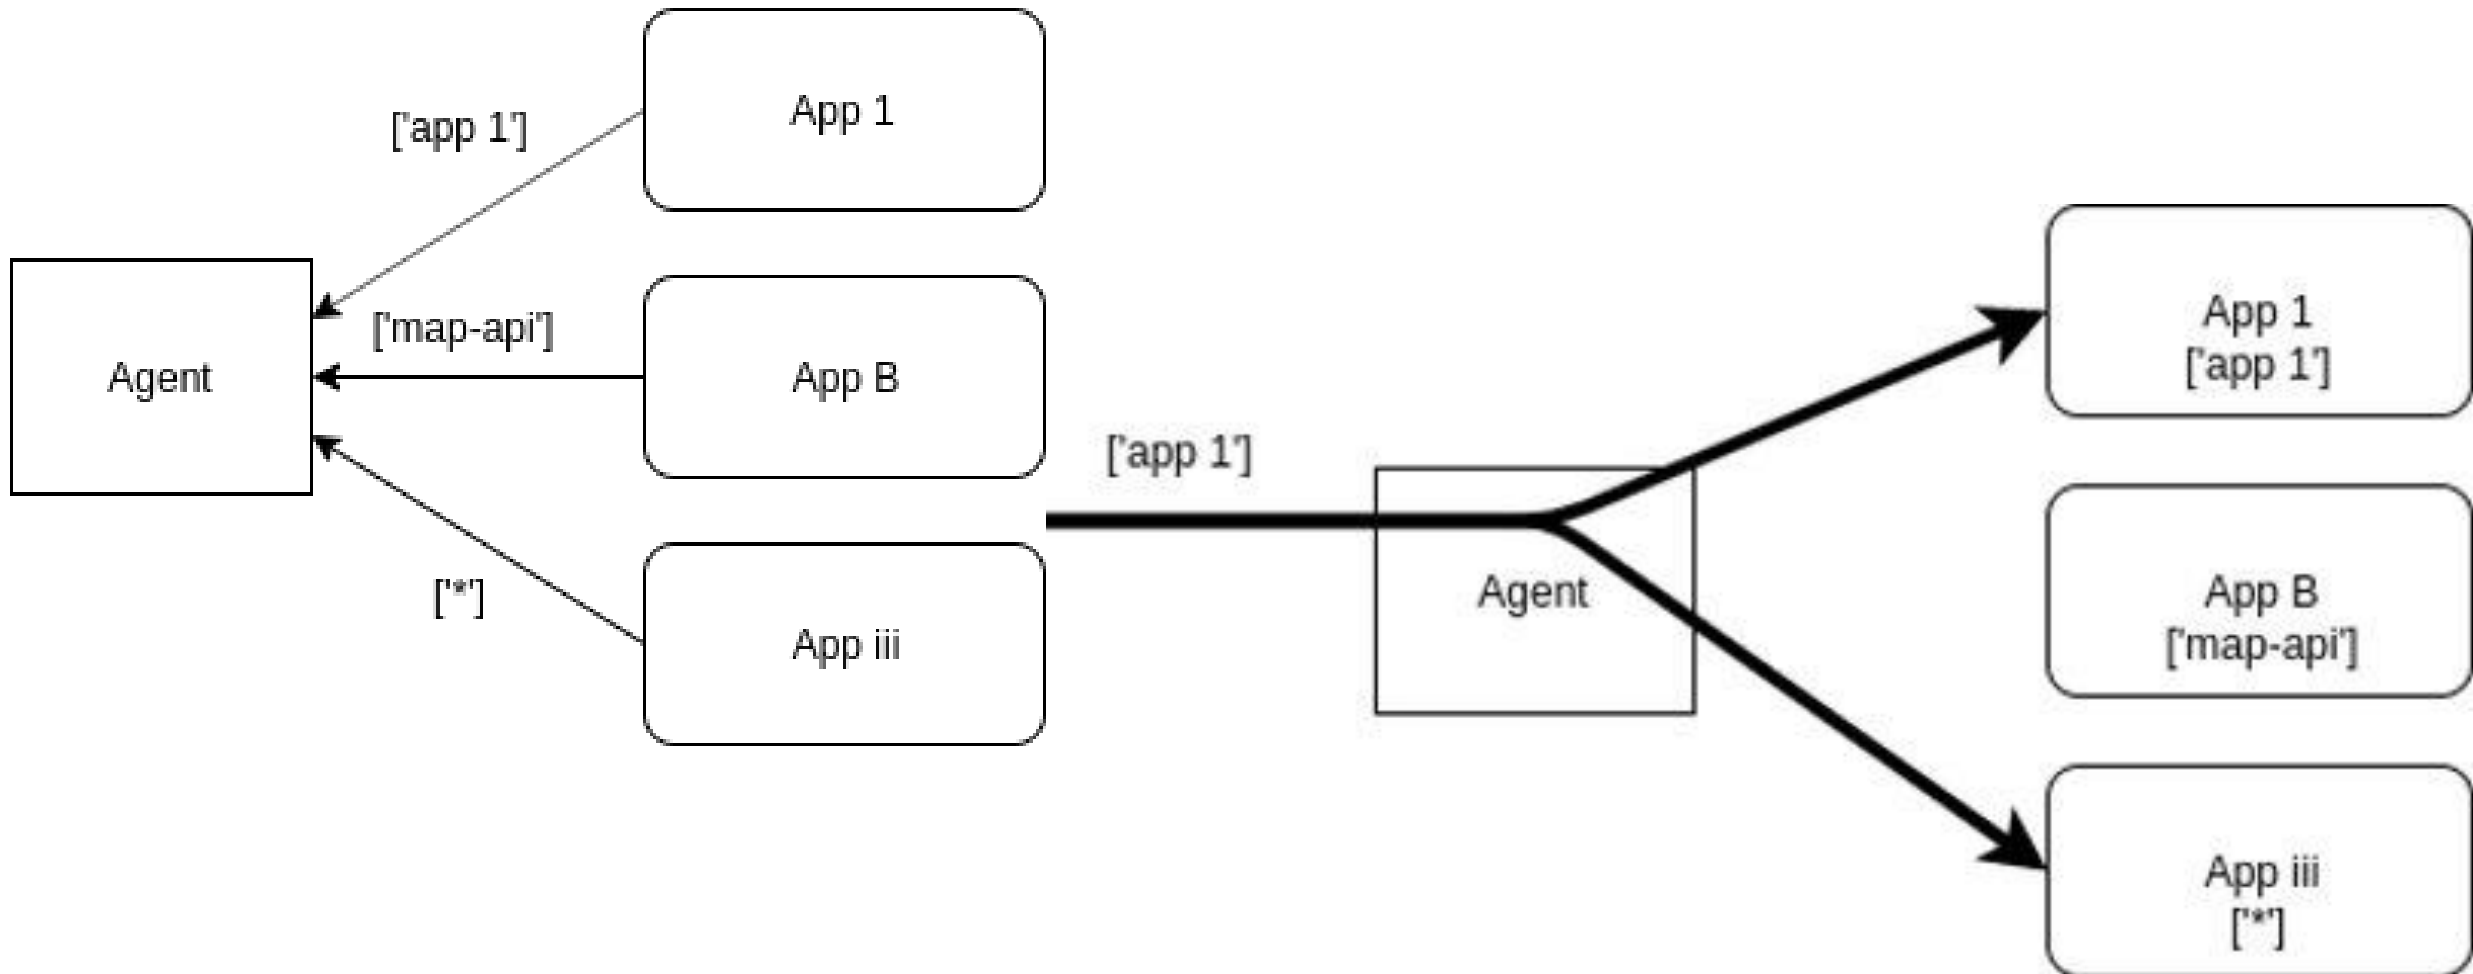 App 1
['app 1']
['map-api']
Agent
App B
['*']
App iii
['app 1']
Agent
App 1
['app 1']
App B
['map-api']
App iii
['*']